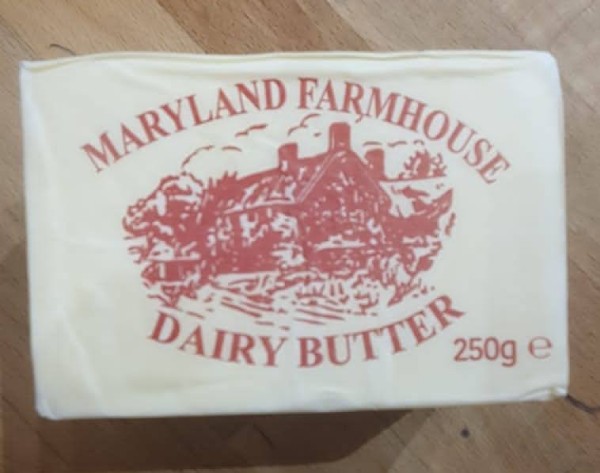 MARYLAND FARMHOUSE
DAIRY BUTTER
250g ℮